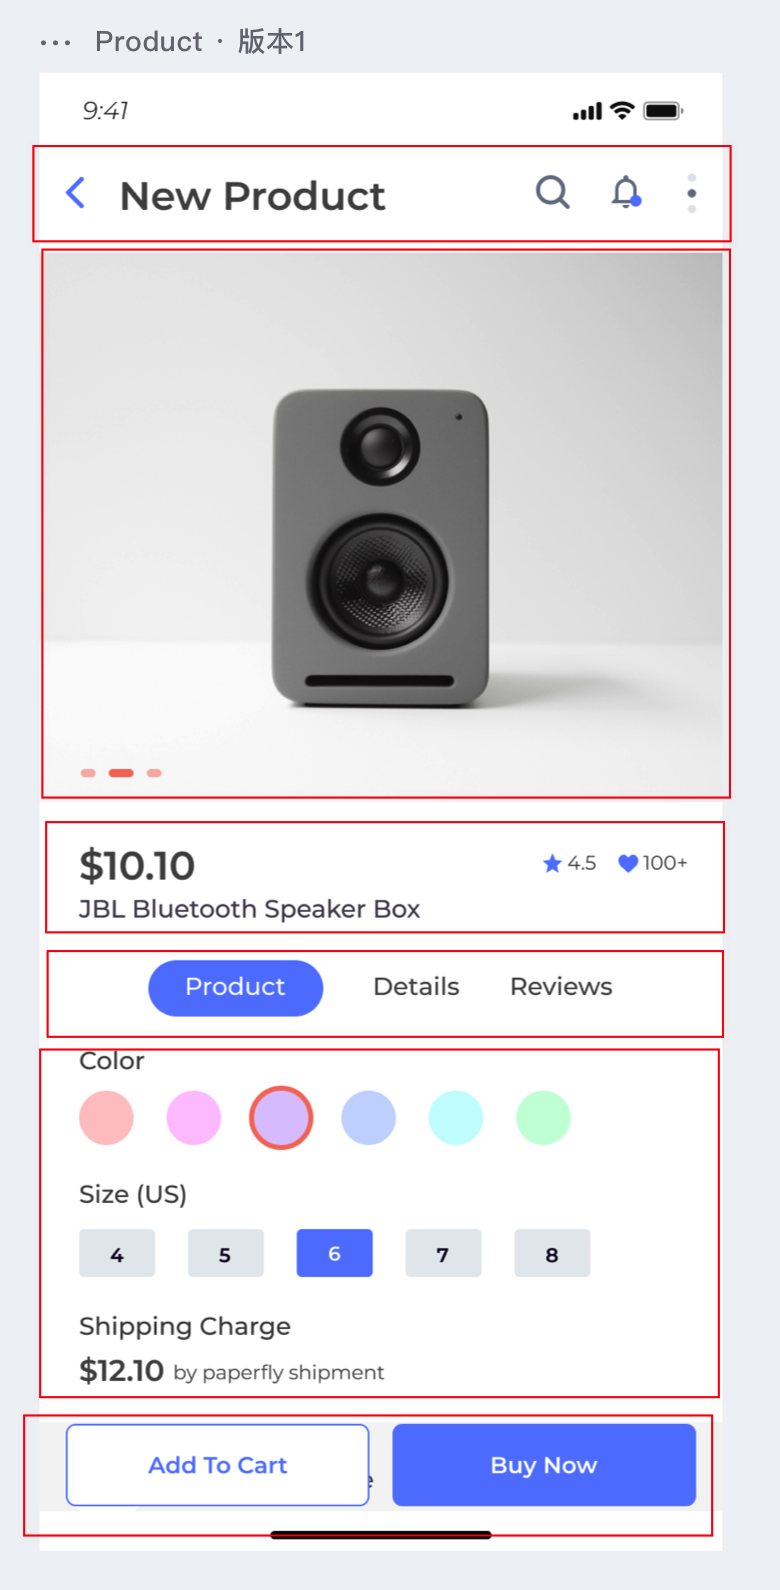 ··· Product · 版本1
9:41
New Product
$10.10
4.5 100+
JBL Bluetooth Speaker Box
Product Details Reviews
Color
Size (US)
4 5 6 7 8
Shipping Charge
$12.10 by paperfly shipment
Add To Cart e Buy Now